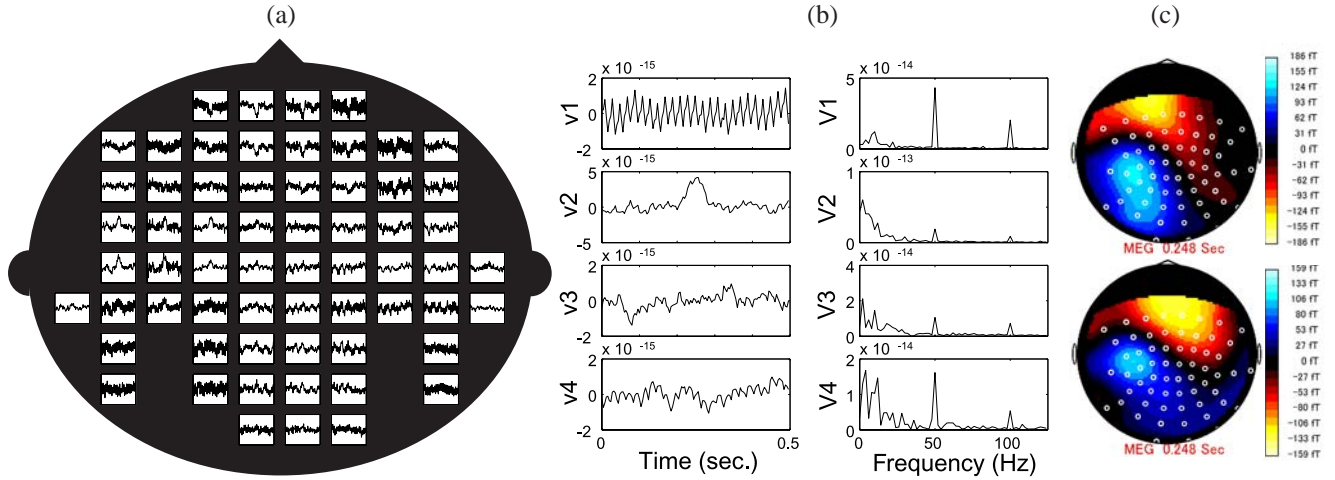 (a) (b) (c)
x 10 -15
2
0
-2
v1
x 10 -15
5
0
-5
v2
x 10 -15
2
0
-2
v3
x 10 -15
2
0
-2
v4
0 0.5
Time (sec.)
x 10 -14
5
0
V1
x 10 -13
1
0
V2
x 10 -14
4
2
0
V3
x 10 -14
2
1
0
V4
0 50 100
Frequency (Hz)
186 fT
155 fT
124 fT
93 fT
62 fT
31 fT
0 fT
-31 fT
-62 fT
-93 fT
-124 fT
-155 fT
-186 fT
MEG 0.248 Sec
159 fT
133 fT
106 fT
80 fT
53 fT
27 fT
0 fT
-27 fT
-53 fT
-80 fT
-106 fT
-133 fT
-159 fT
MEG 0.248 Sec